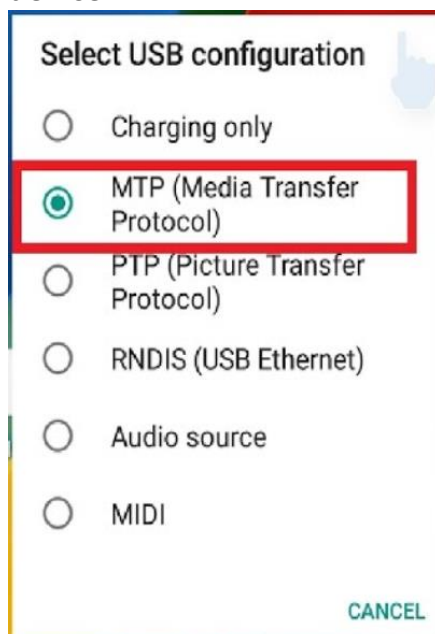 Select USB configuration
Charging only
MTP (Media Transfer
Protocol)
PTP (Picture Transfer
Protocol)
RNDIS (USB Ethernet)
Audio source
MIDI
CANCEL